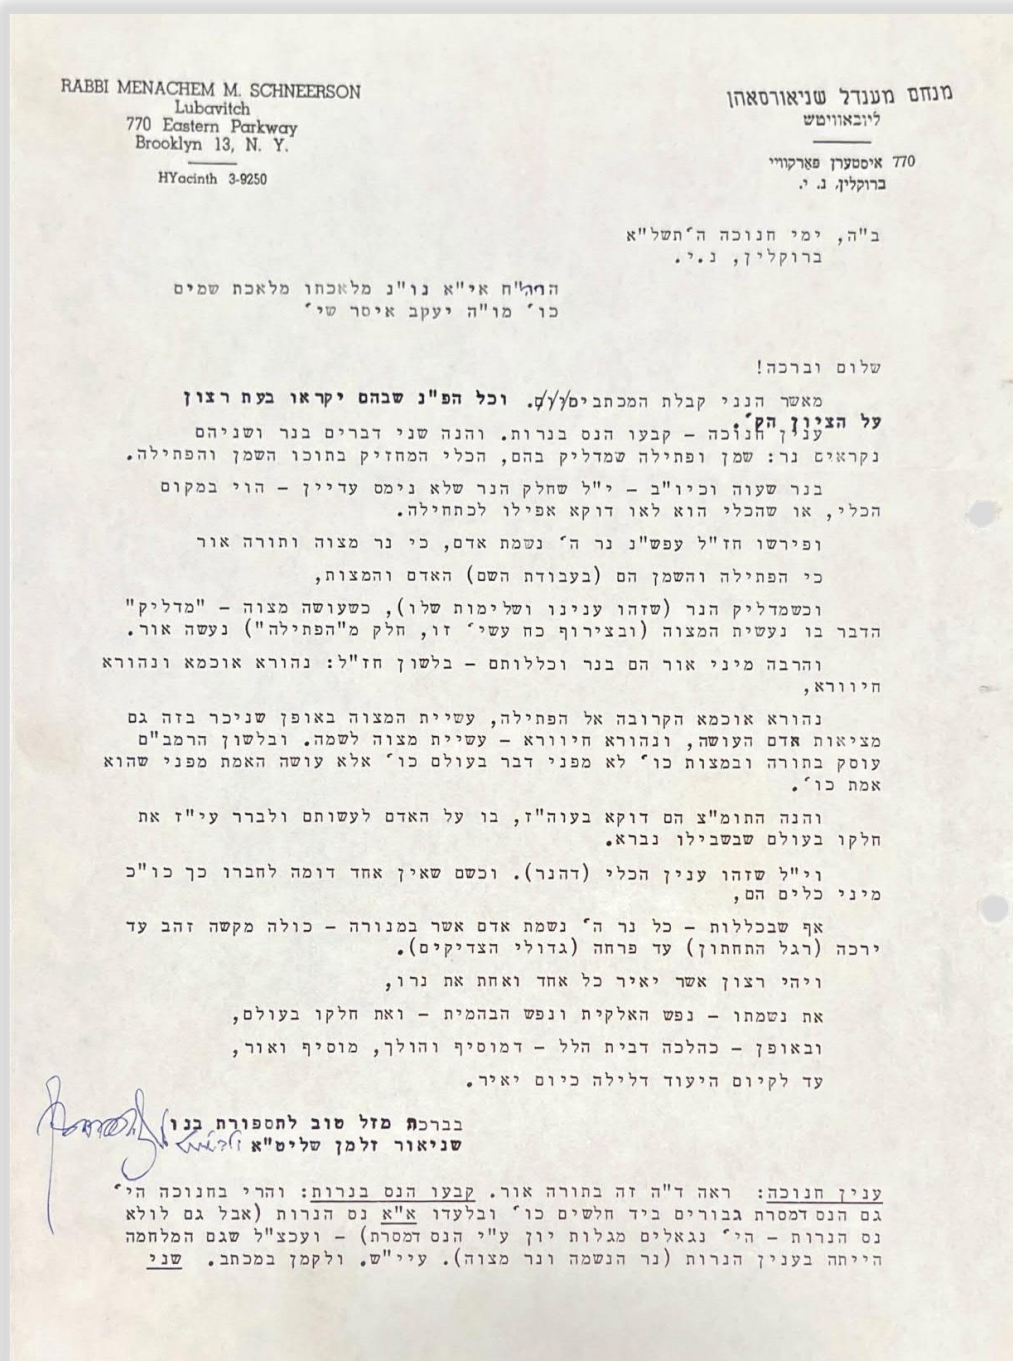 RABBI MENACHEM M. SCHNEERSON
Lubavitch
770 Eastern Parkway
Brooklyn 13, N. Y.
HYacinth 3-9250
מנחם מענדל שניאורסאהן
ליובאוויטש
770 איסטערן פארקוויי
ברוקלין, נ. י.
ב"ה, ימי חנוכה ה'תשל"א
ברוקלין, נ.י.
הרה"ח אי"א נו"נ מלאכתו מלאכת שמים
כו' מו"ה יעקב איסר שי'
שלום וברכה!
מאשר הנני קבלת המכתבים. וכל הפ"נ שבהם יקראו בעת רצון
על הציון הק'.
ענין חנוכה - קבעו הנס בנרות. והנה שני דברים בנר ושניהם
נקראים נר: שמן ופתילה שמדליק בהם, הכלי המחזיק בתוכו השמן והפתילה.
בנר שעוה וכיו"ב - י"ל שחלק הנר שלא נימס עדיין - הוי במקום
הכלי, או שהכלי הוא לאו דוקא אפילו לכתחילה.
ופירשו חז"ל עפש"נ נר ה' נשמת אדם, כי נר מצוה ותורה אור
כי הפתילה והשמן הם (בעבודת השם) האדם והמצות,
וכשמדליק הנר (שזהו ענינו ושלימות שלו), כשעושה מצוה - "מדליק"
הדבר בו נעשית המצוה (ובצירוף כח עשי' זו, חלק מ"הפתילה") נעשה אור.
והרבה מיני אור הם בנר וכללותם - בלשון חז"ל: נהורא אוכמא ונהורא
חיוורא,
נהורא אוכמא הקרובה אל הפתילה, עשיית המצוה באופן שניכר בזה גם
מציאות אדם העושה, ונהורא חיוורא - עשיית מצוה לשמה. ובלשון הרמב"ם
עוסק בתורה ובמצות כו' לא מפני דבר בעולם כו' אלא עושה האמת מפני שהוא
אמת כו'.
והנה התומ"צ הם דוקא בעוה"ז, בו על האדם לעשותם ולברר עי"ז את
חלקו בעולם שבשבילו נברא.
וי"ל שזהו ענין הכלי (דהנר). וכשם שאין אחד דומה לחברו כך כו"כ
מיני כלים הם,
אף שבכללות - כל נר ה' נשמת אדם אשר במנורה - כולה מקשה זהב עד
ירכה (רגל התחתון) עד פרחה (גדולי הצדיקים).
ויהי רצון אשר יאיר כל אחד ואחת את נרו,
את נשמתו - נפש האלקית ונפש הבהמית - ואת חלקו בעולם,
ובאופן - כהלכה דבית הלל - דמוסיף והולך, מוסיף ואור,
עד לקיום היעוד דלילה כיום יאיר.
בברכת מזל טוב לתספורת בנו
שניאור זלמן שליט"א
ענין חנוכה: ראה ד"ה זה בתורה אור. קבעו הנס בנרות: והרי בחנוכה הי'
גם הנס דמסרת גבורים ביד חלשים כו' ובלעדו א"א נס הנרות (אבל גם לולא
נס הנרות - הי' נגאלים מגלות יון ע"י הנס דמסרת) - ועכצ"ל שגם המלחמה
הייתה בענין הנרות (נר הנשמה ונר מצוה). עיי"ש. ולקמן במכתב. שני